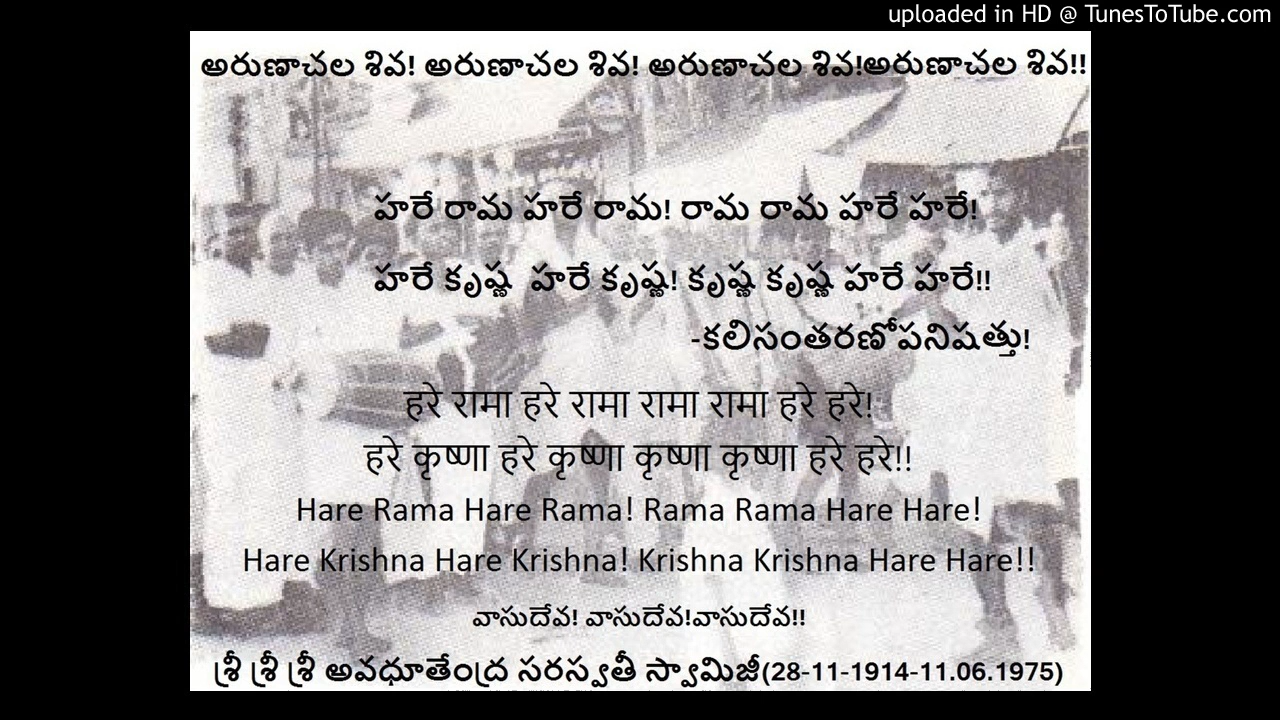 uploaded in HD @ TunesToTube.com
అరుణాచల శివ! అరుణాచల శివ! అరుణాచల శివ!అరుణాచల శివ!!
హరే రామ హరే రామ! రామ రామ హరే హరే!
హరే కృష్ణ హరే కృష్ణ! కృష్ణ కృష్ణ హరే హరే!!
-కలిసంతరణోపనిషత్తు!
हरे रामा हरे रामा रामा रामा हरे हरे!
हरे कृष्णा हरे कृष्णा कृष्णा कृष्णा हरे हरे!!
Hare Rama Hare Rama! Rama Rama Hare Hare!
Hare Krishna Hare Krishna! Krishna Krishna Hare Hare!!
వాసుదేవ! వాసుదేవ!వాసుదేవ!!
శ్రీ శ్రీ శ్రీ అవధూతేంద్ర సరస్వతీ స్వామిజీ(28-11-1914-11.06.1975)